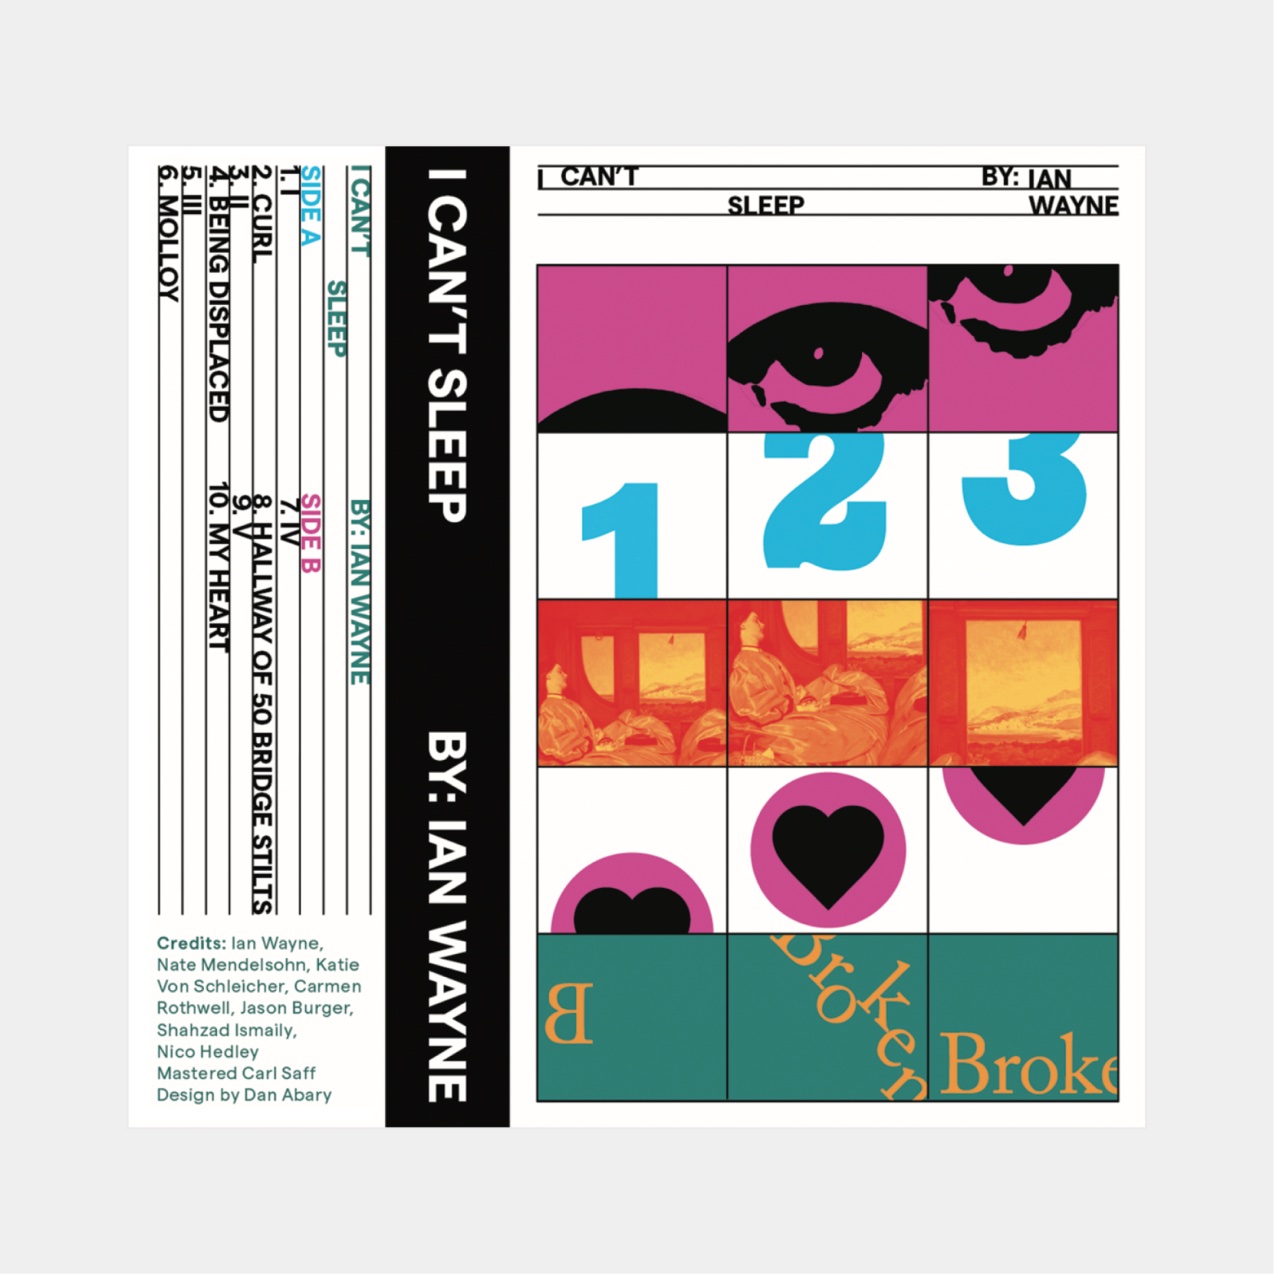 I CAN'T
SLEEP
BY: IAN WAYNE
SIDE A
1. I
2. CURL
3. II
4. BEING DISPLACED
5. III
6. MOLLOY
SIDE B
7. IV
8. HALLWAY OF 50 BRIDGE STILTS
9. V
10. MY HEART
Credits: Ian Wayne,
Nate Mendelsohn, Katie
Von Schleicher, Carmen
Rothwell, Jason Burger,
Shahzad Ismaily,
Nico Hedley
Mastered Carl Saff
Design by Dan Abary
I CAN'T SLEEP BY: IAN WAYNE
I CAN'T BY: IAN
SLEEP WAYNE
1 2 3
B Broken Broke